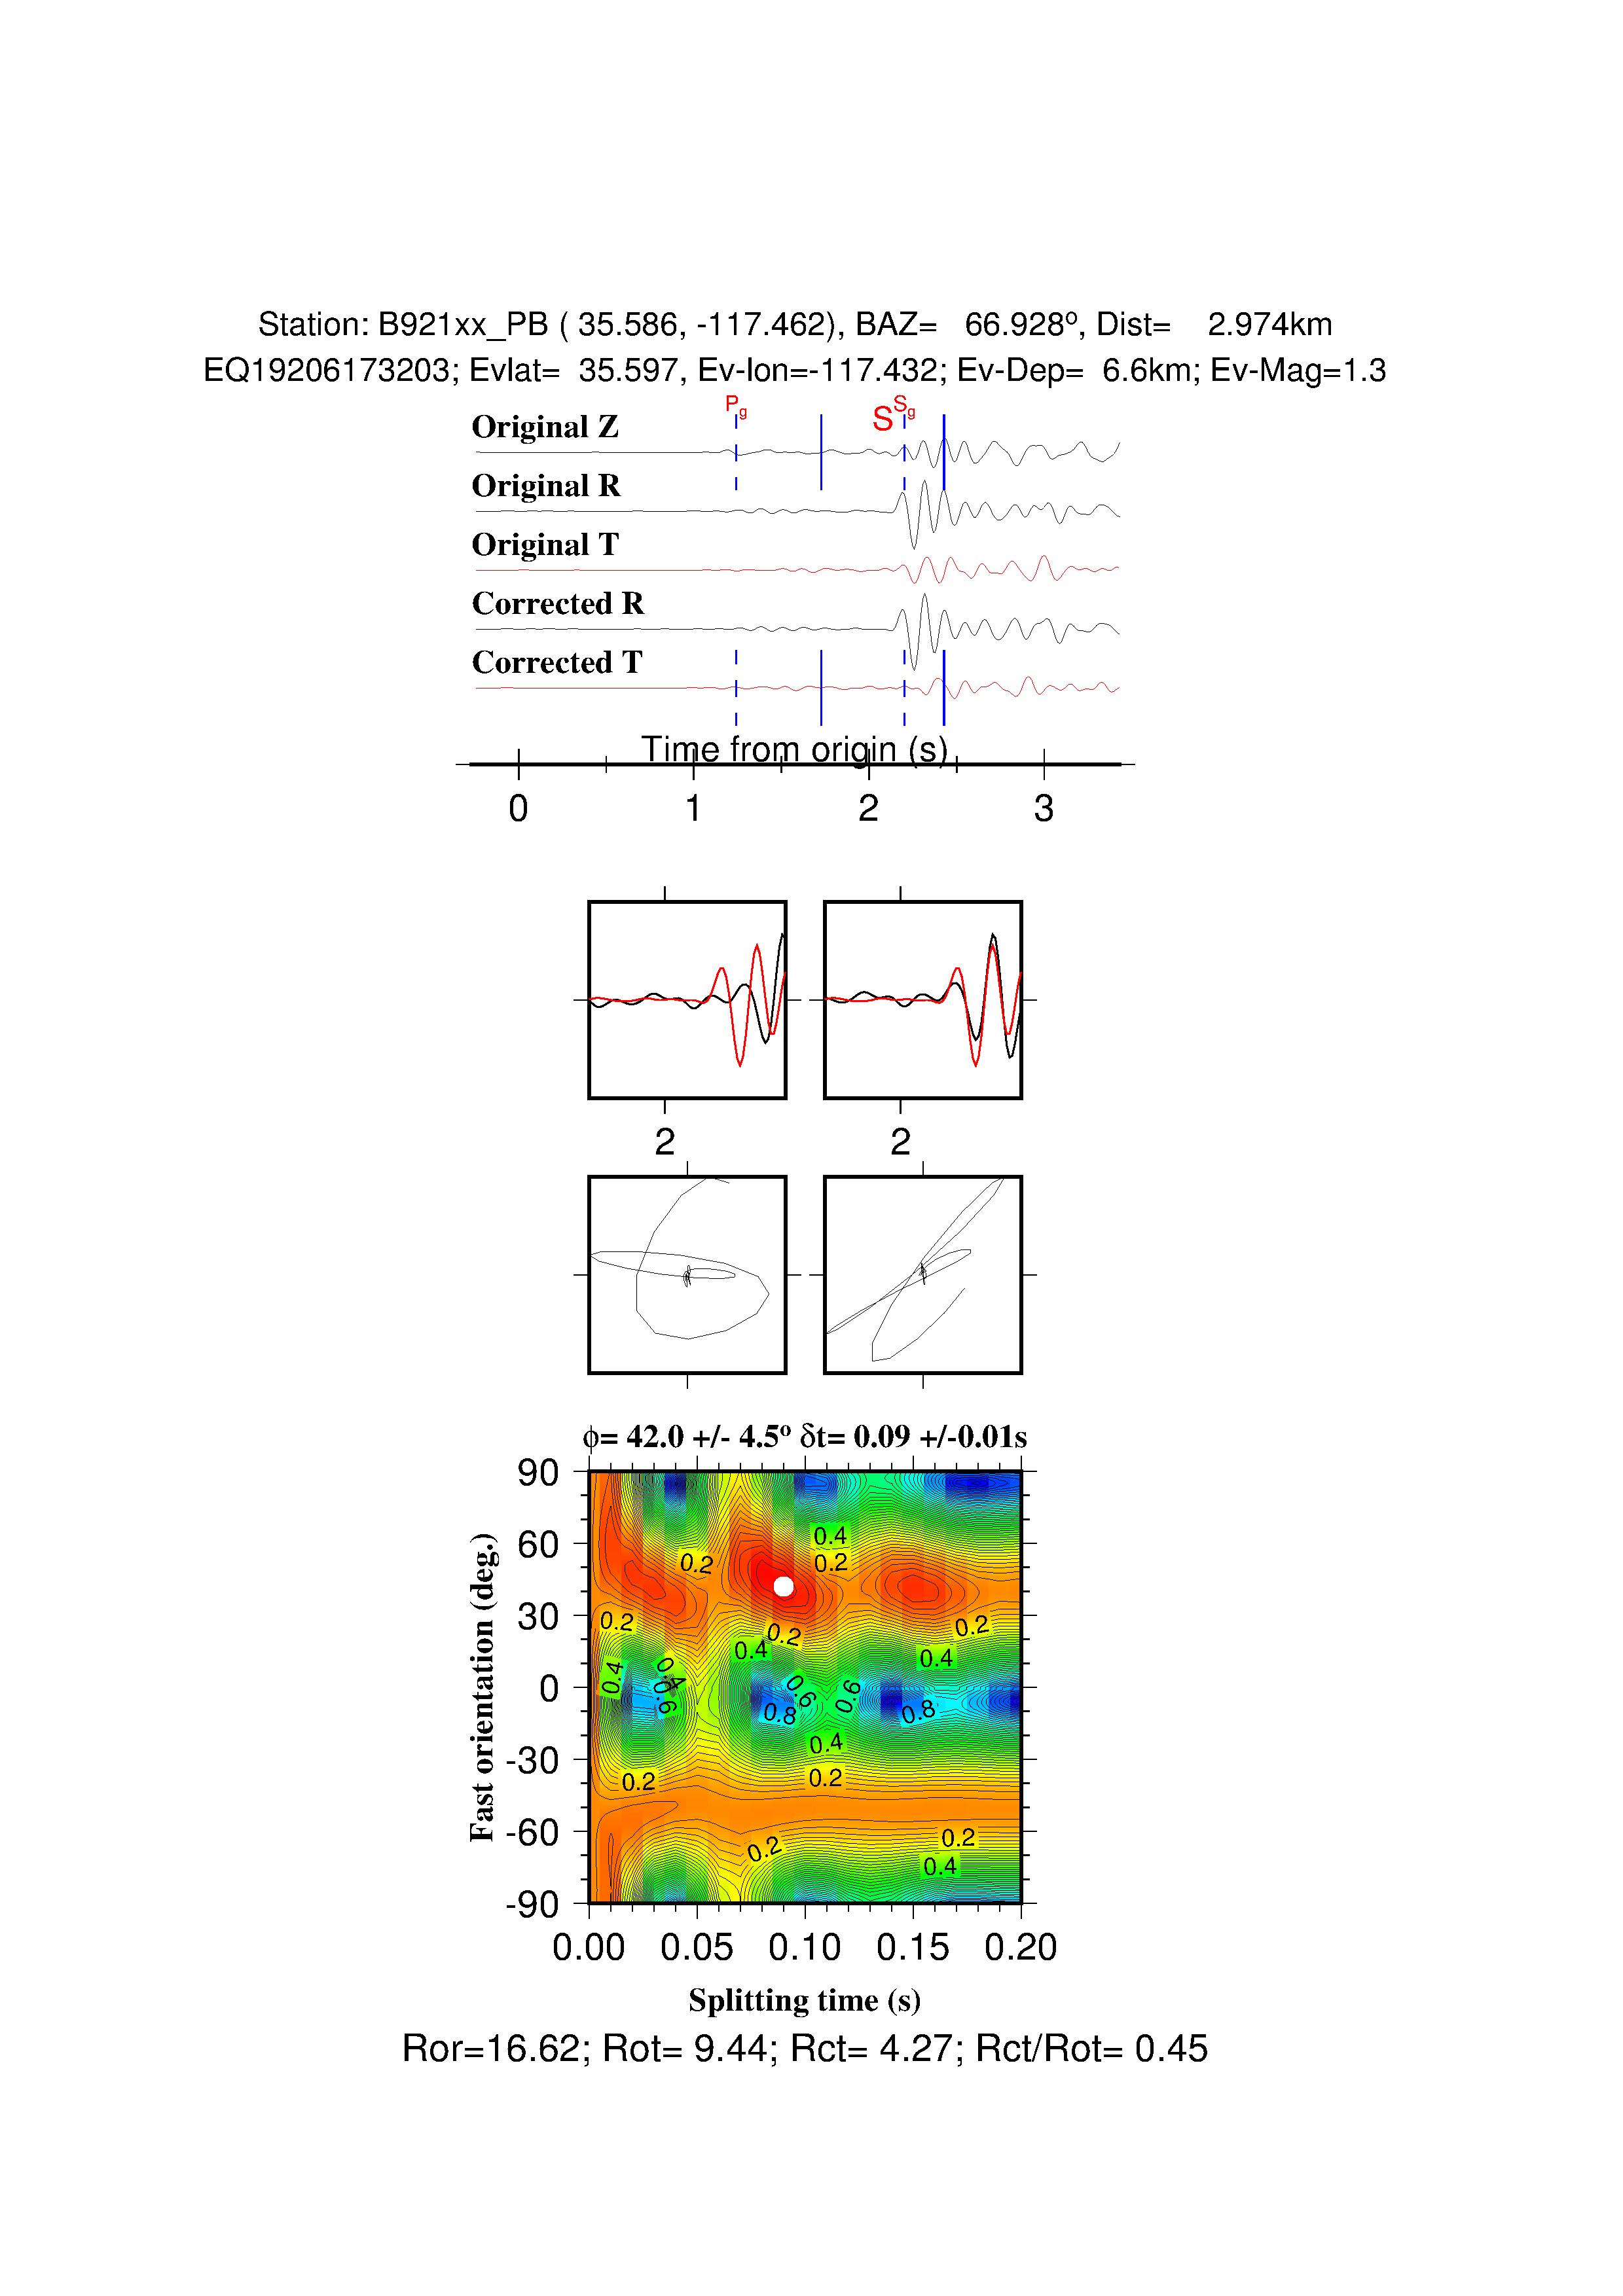 Station: B921xx_PB ( 35.586, -117.462), BAZ= 66.928º, Dist= 2.974km
EQ19206173203; Evlat= 35.597, Ev-lon=-117.432; Ev-Dep= 6.6km; Ev-Mag=1.3
Pg S Sg
Original Z
Original R
Original T
Corrected R
Corrected T
Time from origin (s)
0 1 2 3
2 2
ϕ= 42.0 +/- 4.5º δt= 0.09 +/-0.01s
90
60
30
0
-30
-60
-90
Fast orientation (deg.)
0.4
0.2 0.2
0.2 0.2 0.2
0.4 0.4
0.4 0.4 0.6 0.6 0.6
0.8 0.8
0.4
0.2 0.2
0.2 0.2
0.4
0.00 0.05 0.10 0.15 0.20
Splitting time (s)
Ror=16.62; Rot= 9.44; Rct= 4.27; Rct/Rot= 0.45